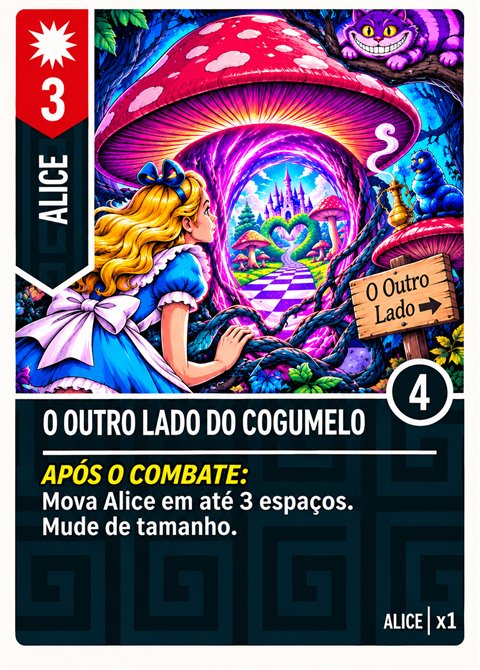 3
ALICE
O Outro
Lado →
4
O OUTRO LADO DO COGUMELO
APÓS O COMBATE:
Mova Alice em até 3 espaços.
Mude de tamanho.
ALICE | x1